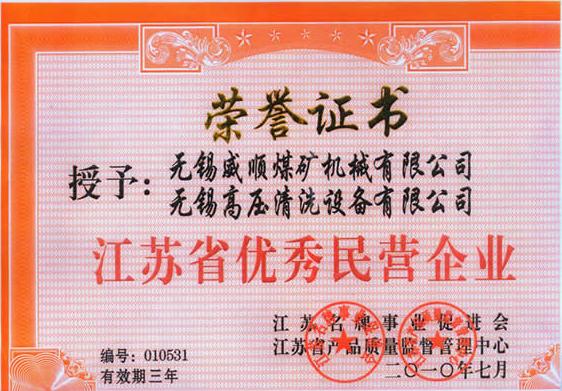 荣誉证书
授予：
无锡盛顺煤矿机械有限公司
无锡高压清洗设备有限公司
江苏省优秀民营企业
江苏名牌事业促进会
江苏省产品质量监督管理中心
二〇一〇年七月
编号：010531
有效期三年